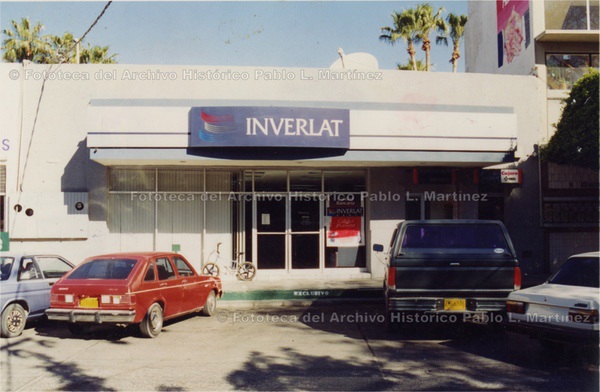 © Fototeca del Archivo Histórico Pablo L. Martínez ©
INVERLAT
S
© Fototeca del Archivo Histórico Pablo L. Martínez
INVERLAT
EXCLUSIVO
© Fototeca del Archivo Histórico Pablo L. Martínez ©